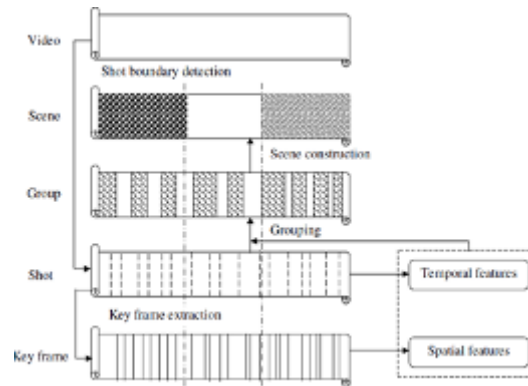 Video
Shot boundary detection
Scene
Scene construction
Group
Grouping
Shot
Temporal features
Key frame extraction
Key frame
Spatial features